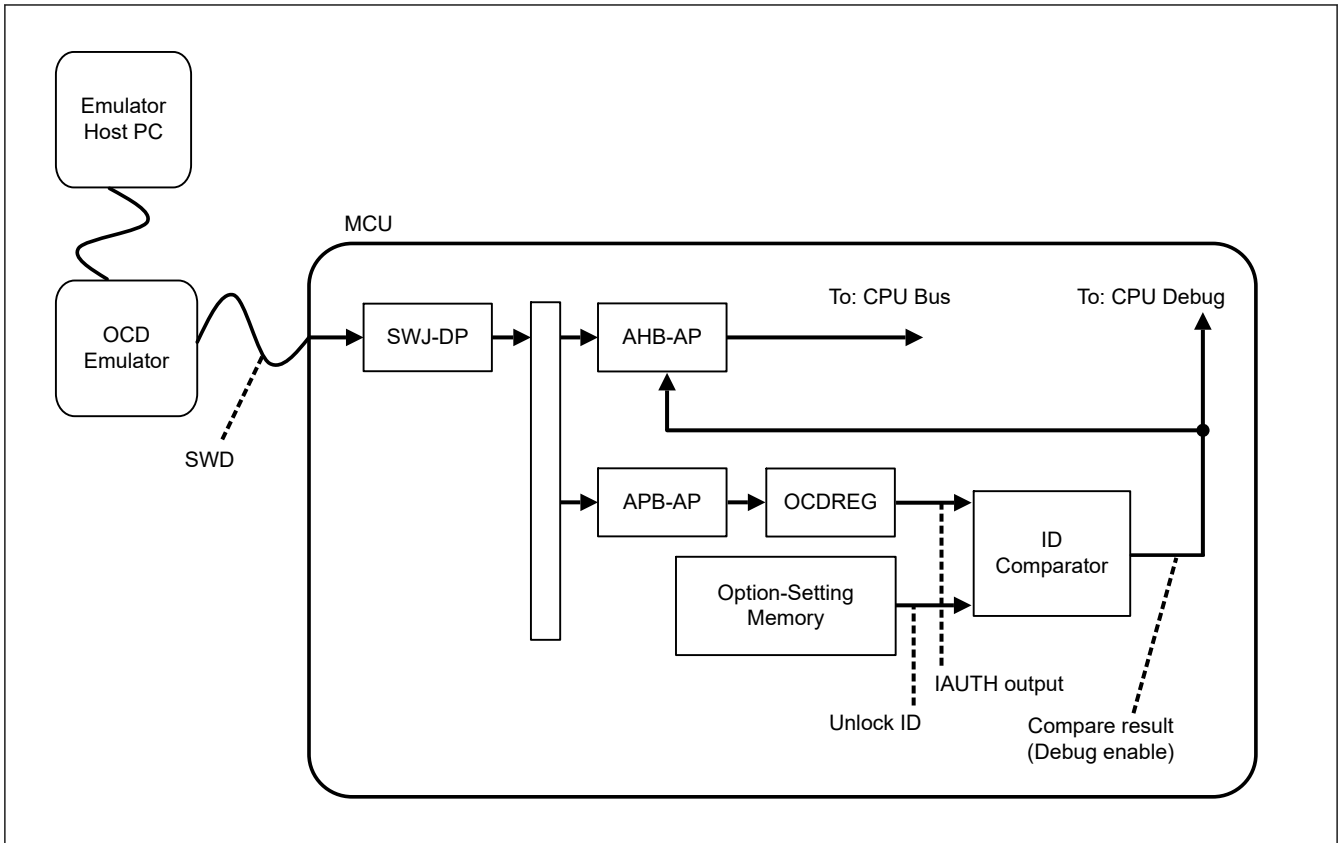 Emulator
Host PC
MCU
OCD
Emulator
SWD
SWJ-DP
AHB-AP
To: CPU Bus
To: CPU Debug
APB-AP
OCDREG
ID
Comparator
Option-Setting
Memory
IAUTH output
Unlock ID
Compare result
(Debug enable)